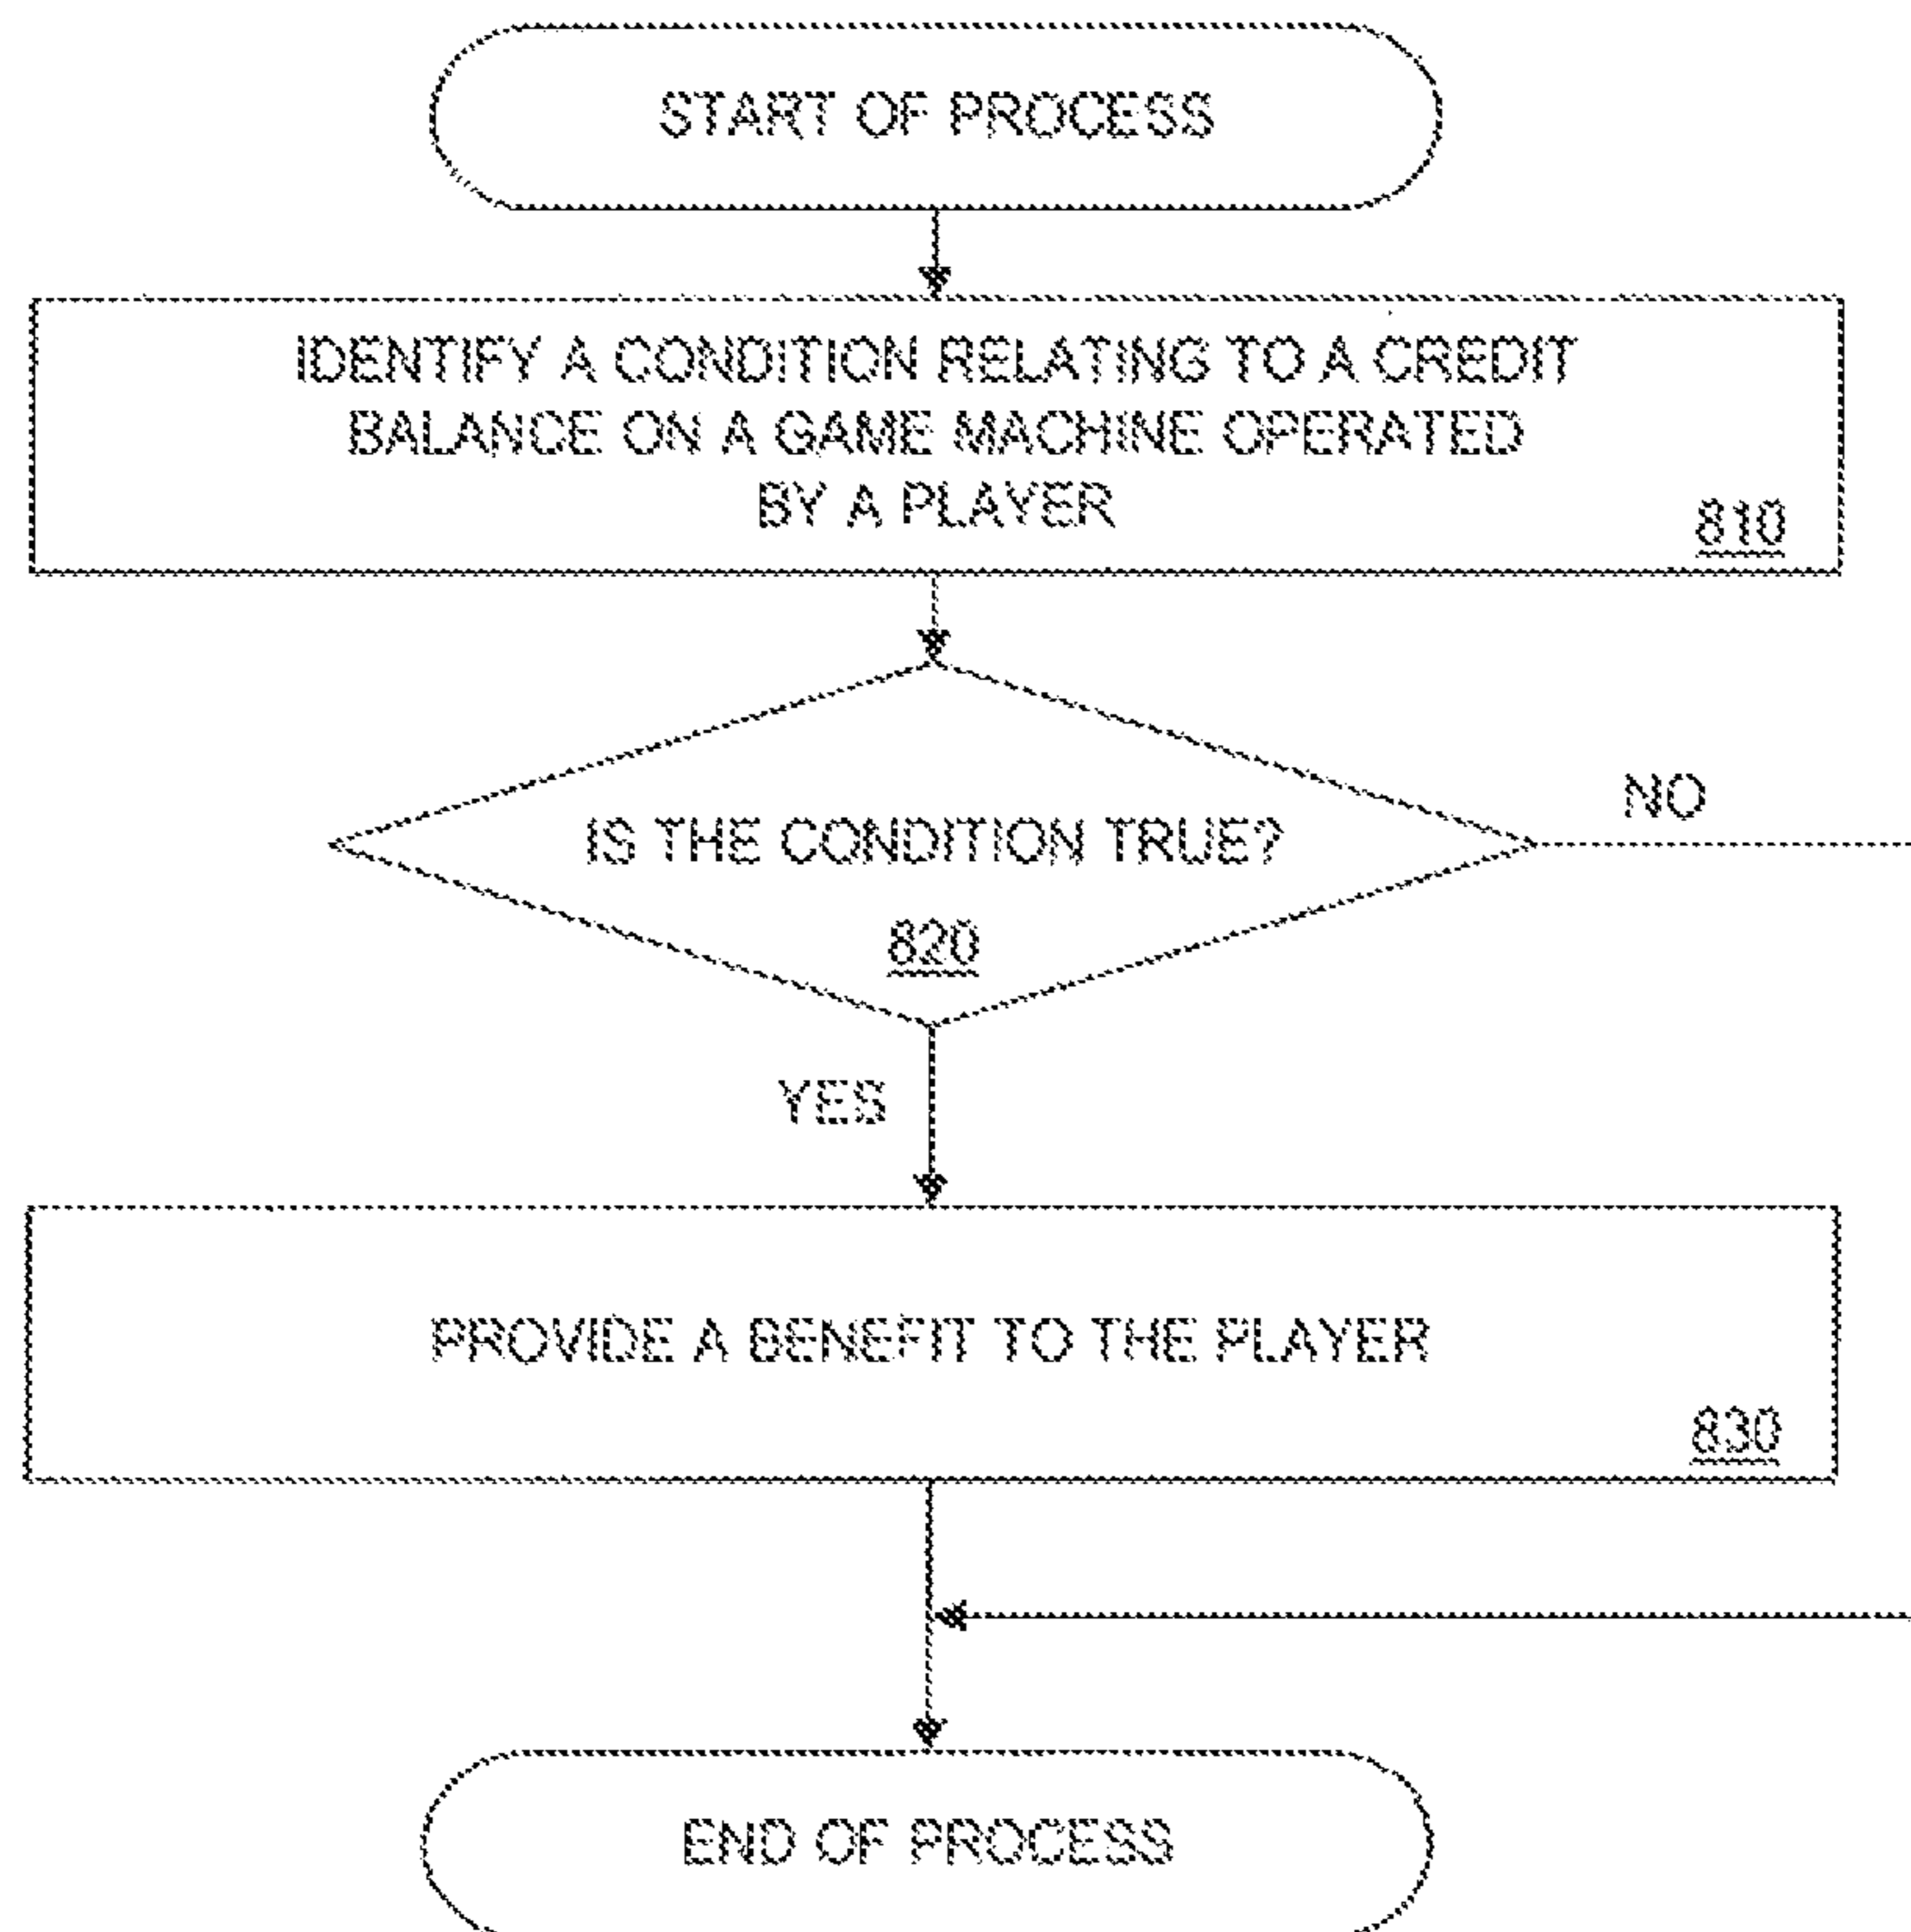 START OF PROCESS
IDENTIFY A CONDITION RELATING TO A CREDIT
BALANCE ON A GAME MACHINE OPERATED
BY A PLAYER
810
NO
IS THE CONDITION TRUE?
820
YES
PROVIDE A BENEFIT TO THE PLAYER
830
END OF PROCESS